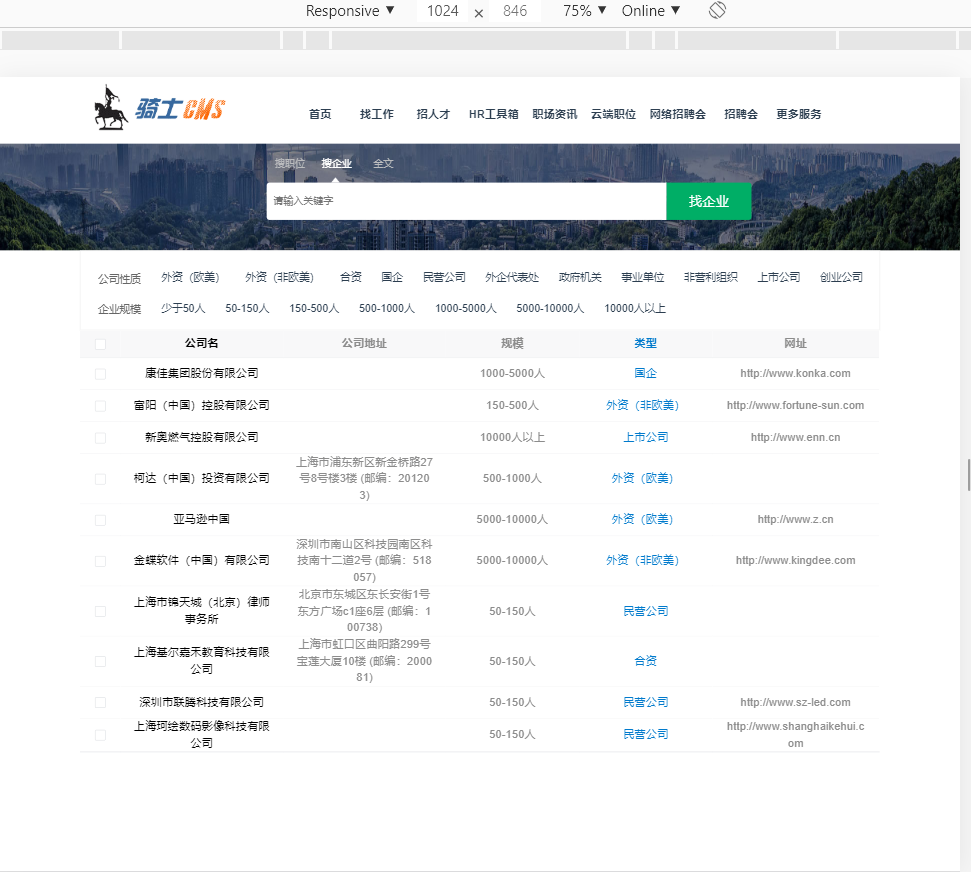 Responsive ▼ 1024 × 846 75% ▼ Online ▼
骑士CMS
首页 找工作 招人才 HR工具箱 职场资讯 云端职位 网络招聘会 招聘会 更多服务
搜职位 搜企业 全文
请输入关键字 找企业
公司性质 外资（欧美） 外资（非欧美） 合资 国企 民营公司 外企代表处 政府机关 事业单位 非营利组织 上市公司 创业公司
企业规模 少于50人 50-150人 150-500人 500-1000人 1000-5000人 5000-10000人 10000人以上
公司名 公司地址 规模 类型 网址
康佳集团股份有限公司 1000-5000人 国企 http://www.konka.com
富阳（中国）控股有限公司 150-500人 外资（非欧美） http://www.fortune-sun.com
新奥燃气控股有限公司 10000人以上 上市公司 http://www.enn.cn
上海市浦东新区新金桥路27
柯达（中国）投资有限公司 号8号楼3楼 (邮编：20120 500-1000人 外资（欧美）
3)
亚马逊中国 5000-10000人 外资（欧美） http://www.z.cn
深圳市南山区科技园南区科
金蝶软件（中国）有限公司 技南十二道2号 (邮编：518 5000-10000人 外资（非欧美） http://www.kingdee.com
057)
上海市锦天城（北京）律师
事务所
北京市东城区东长安街1号
东方广场c1座6层 (邮编：1
00738)
50-150人 民营公司
上海基尔嘉禾教育科技有限
公司
上海市虹口区曲阳路299号
宝莲大厦10楼 (邮编：2000
81)
50-150人 合资
深圳市联腾科技有限公司 50-150人 民营公司 http://www.sz-led.com
上海珂绘数码影像科技有限
公司
50-150人 民营公司
http://www.shanghaikehui.c
om